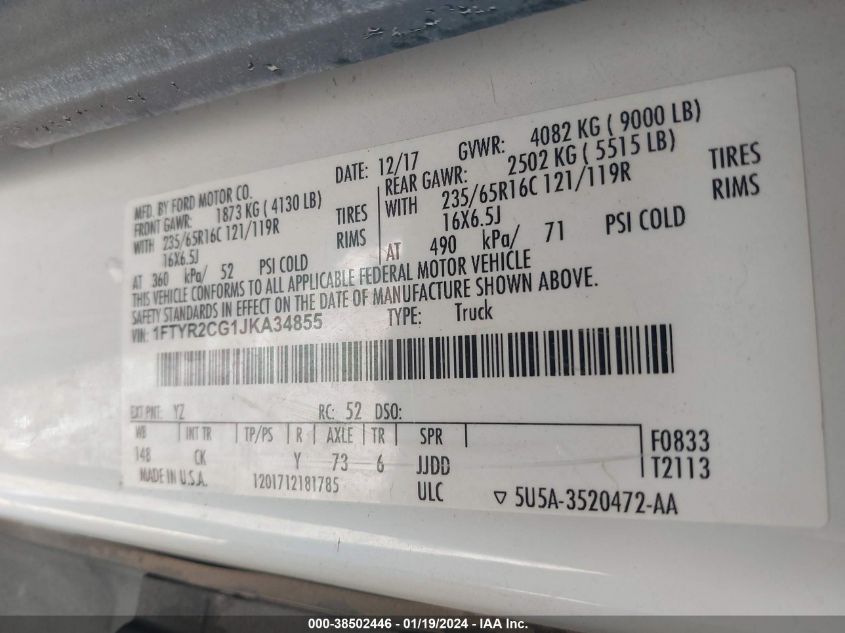 MFD. BY FORD MOTOR CO. DATE: 12/17 GVWR: 4082 KG ( 9000 LB)
FRONT GAWR: 1873 KG ( 4130 LB) REAR GAWR: 2502 KG ( 5515 LB)
WITH 235/65R16C 121/119R TIRES WITH 235/65R16C 121/119R TIRES
16X6.5J RIMS 16X6.5J RIMS
AT 360 kPa/ 52 PSI COLD AT 490 kPa/ 71 PSI COLD
THIS VEHICLE CONFORMS TO ALL APPLICABLE FEDERAL MOTOR VEHICLE
SAFETY STANDARDS IN EFFECT ON THE DATE OF MANUFACTURE SHOWN ABOVE.
VIN: 1FTYR2CG1JKA34855 TYPE: Truck
EXT PNT: YZ RC: 52 DSO:
WB INT TR TP/PS R AXLE TR SPR F0833
148 CK Y 73 6 JJDD T2113
MADE IN U.S.A. 1201712181785 ULC ▽ 5U5A-3520472-AA
000-38502446 - 01/19/2024 - IAA Inc.